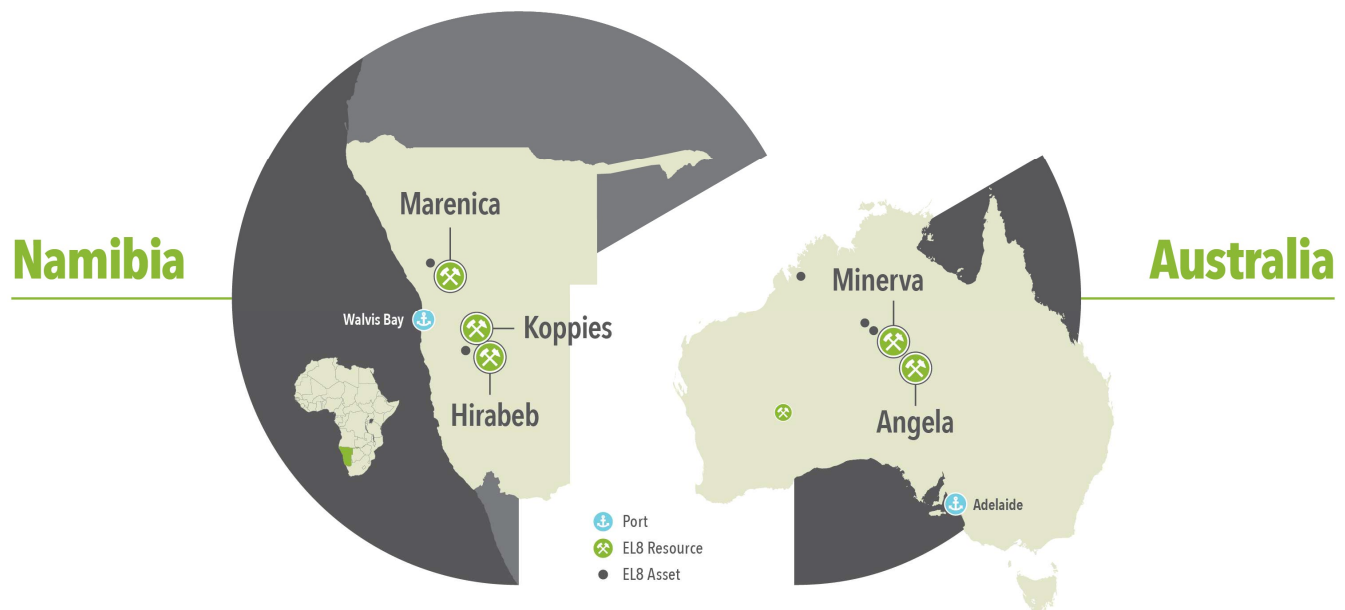 Namibia
Marenica
Walvis Bay
Koppies
Hirabeb
Australia
Minerva
Angela
Adelaide
Port
EL8 Resource
EL8 Asset